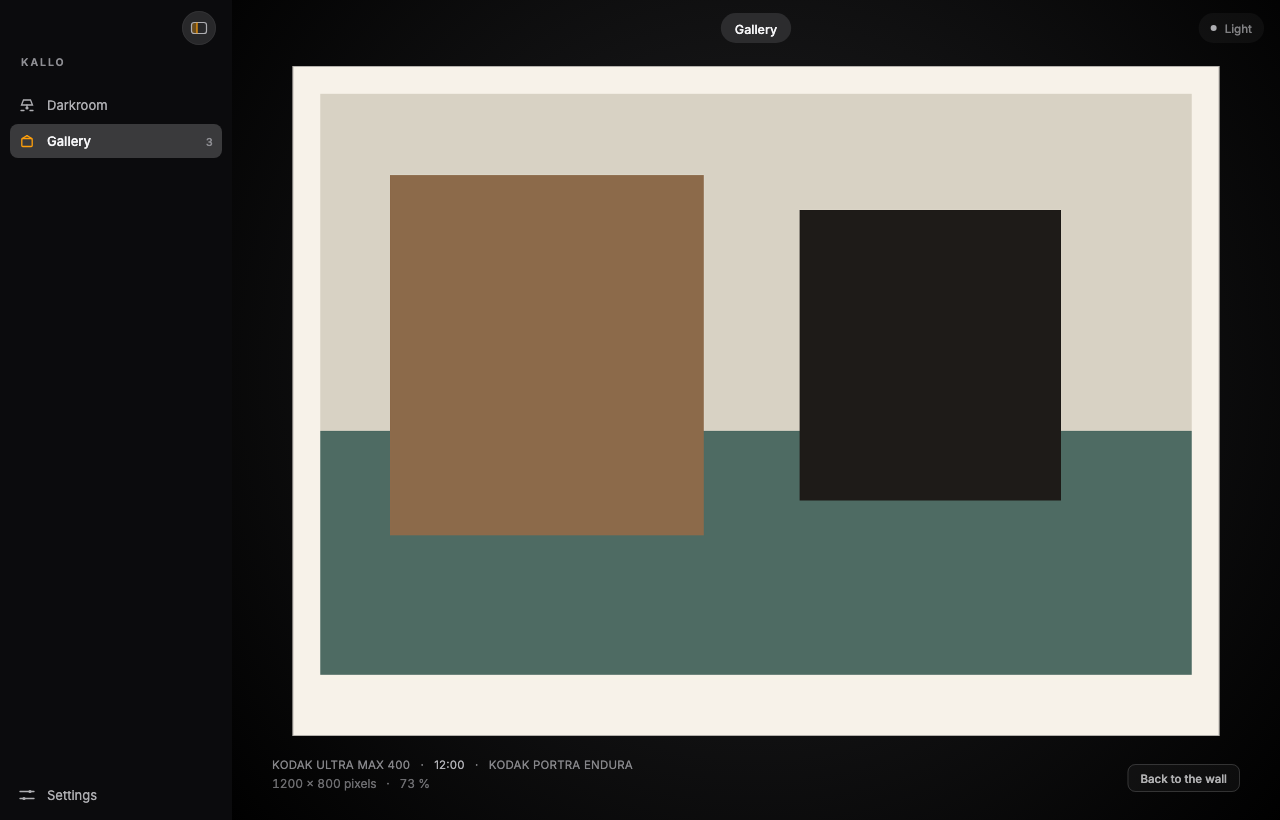 KALLO
Darkroom
Gallery 3
Settings
Gallery
Light
KODAK ULTRA MAX 400 · 12:00 · KODAK PORTRA ENDURA
1200 × 800 pixels · 73 %
Back to the wall